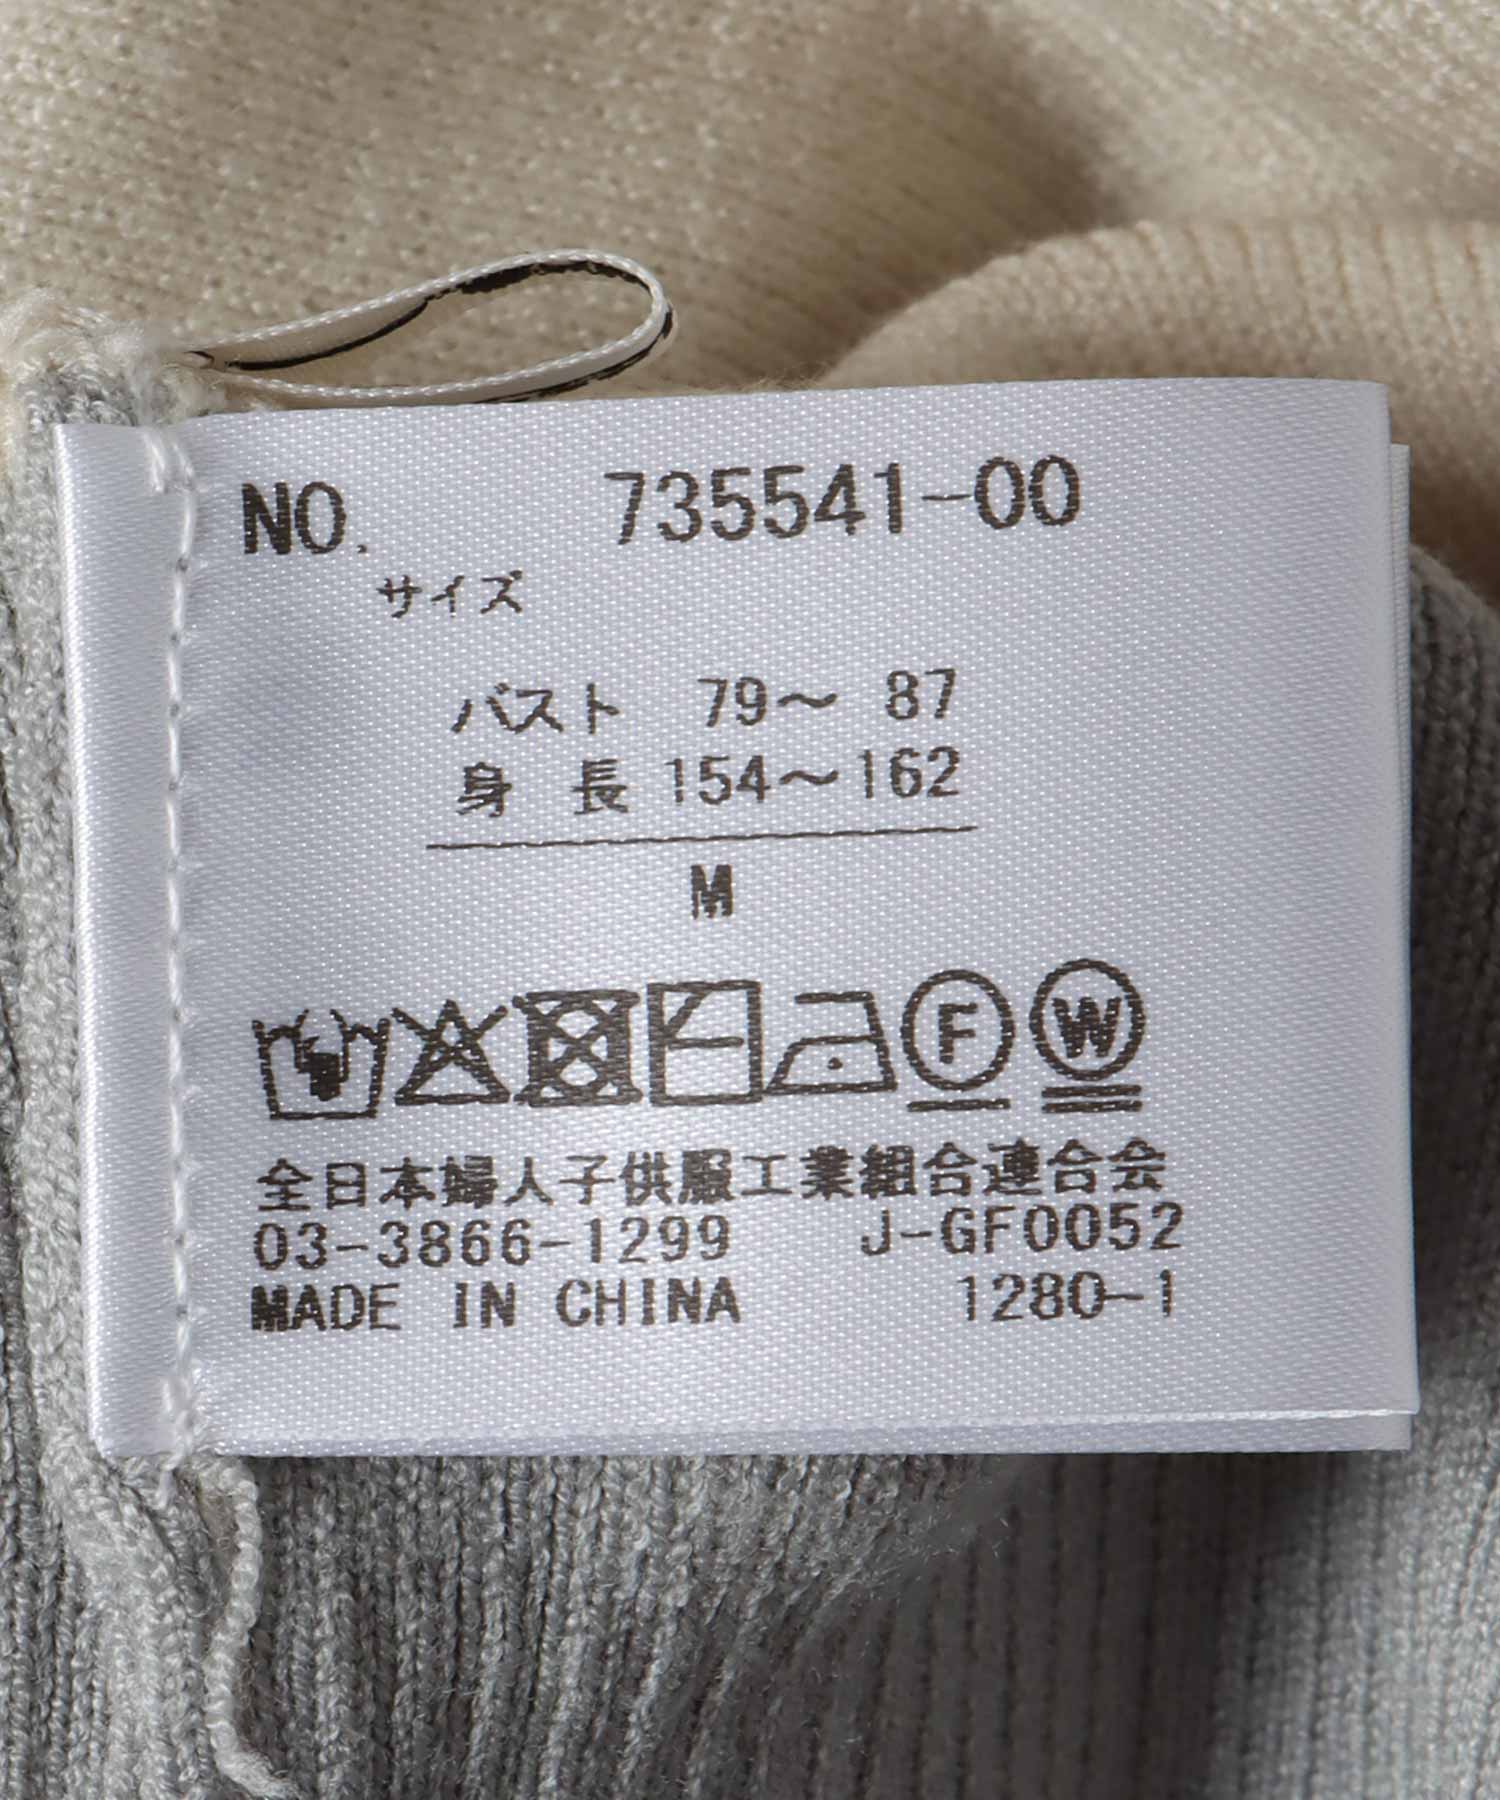 NO. 735541-00
サイズ
バスト 79〜 87
身 長 154〜162
M
F W
全日本婦人子供服工業組合連合会
03-3866-1299 J-GF0052
MADE IN CHINA 1280-1